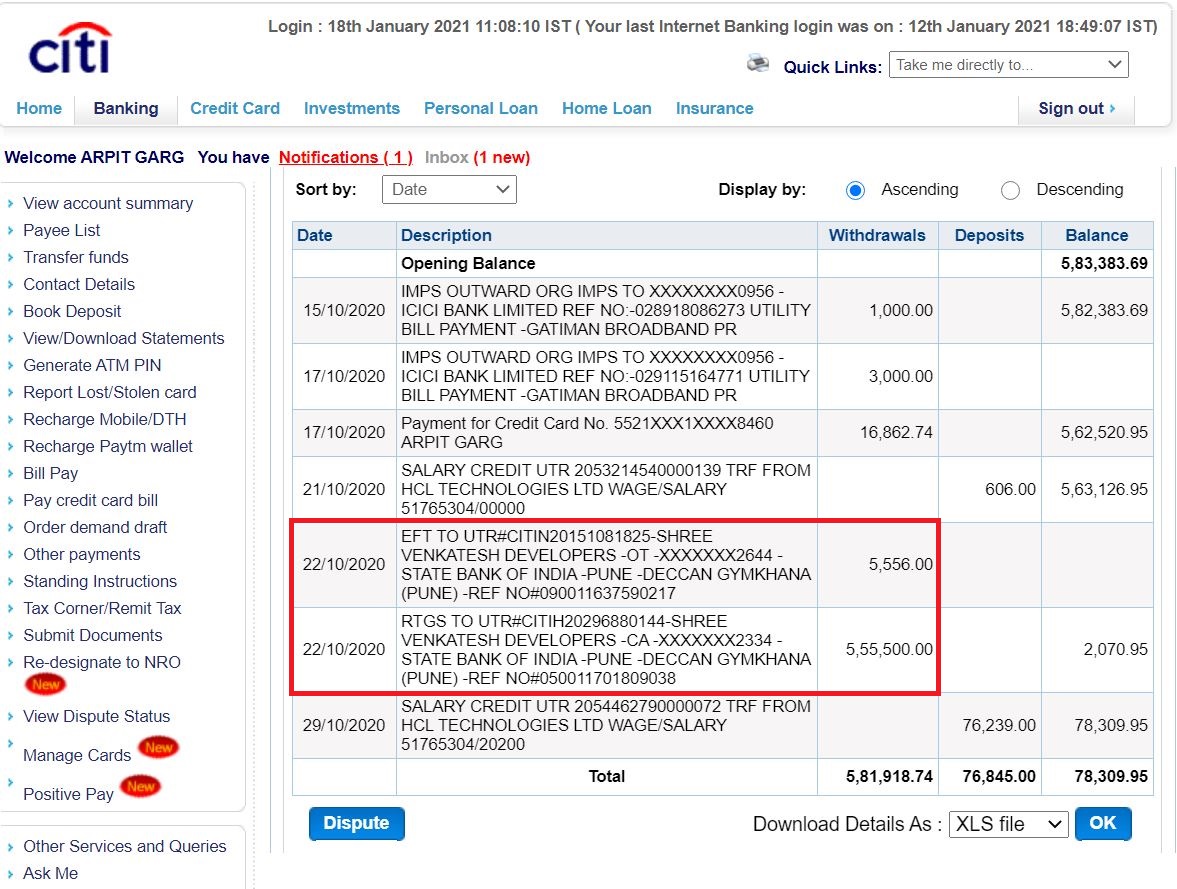 citi
Login : 18th January 2021 11:08:10 IST ( Your last Internet Banking login was on : 12th January 2021 18:49:07 IST)
Quick Links: Take me directly to...
Home Banking Credit Card Investments Personal Loan Home Loan Insurance Sign out
Welcome ARPIT GARG You have Notifications ( 1 ) Inbox (1 new)
View account summary
Payee List
Transfer funds
Contact Details
Book Deposit
View/Download Statements
Generate ATM PIN
Report Lost/Stolen card
Recharge Mobile/DTH
Recharge Paytm wallet
Bill Pay
Pay credit card bill
Order demand draft
Other payments
Standing Instructions
Tax Corner/Remit Tax
Submit Documents
Re-designate to NRO
New
View Dispute Status
Manage Cards New
Positive Pay New
Other Services and Queries
Ask Me
Sort by: Date Display by: Ascending Descending
Date Description Withdrawals Deposits Balance
Opening Balance 5,83,383.69
IMPS OUTWARD ORG IMPS TO XXXXXXXX0956 -
15/10/2020 ICICI BANK LIMITED REF NO:-028918086273 UTILITY 1,000.00 5,82,383.69
BILL PAYMENT -GATIMAN BROADBAND PR
IMPS OUTWARD ORG IMPS TO XXXXXXXX0956 -
17/10/2020 ICICI BANK LIMITED REF NO:-029115164771 UTILITY 3,000.00
BILL PAYMENT -GATIMAN BROADBAND PR
17/10/2020 Payment for Credit Card No. 5521XXX1XXXX8460 16,862.74 5,62,520.95
ARPIT GARG
SALARY CREDIT UTR 2053214540000139 TRF FROM
21/10/2020 HCL TECHNOLOGIES LTD WAGE/SALARY 606.00 5,63,126.95
51765304/00000
EFT TO UTR#CITIN20151081825-SHREE
22/10/2020 VENKATESH DEVELOPERS -OT -XXXXXXX2644 - 5,556.00
STATE BANK OF INDIA -PUNE -DECCAN GYMKHANA
(PUNE) -REF NO#090011637590217
RTGS TO UTR#CITIH20296880144-SHREE
22/10/2020 VENKATESH DEVELOPERS -CA -XXXXXXX2334 - 5,55,500.00 2,070.95
STATE BANK OF INDIA -PUNE -DECCAN GYMKHANA
(PUNE) -REF NO#050011701809038
SALARY CREDIT UTR 2054462790000072 TRF FROM
29/10/2020 HCL TECHNOLOGIES LTD WAGE/SALARY 76,239.00 78,309.95
51765304/20200
Total 5,81,918.74 76,845.00 78,309.95
Dispute Download Details As : XLS file OK